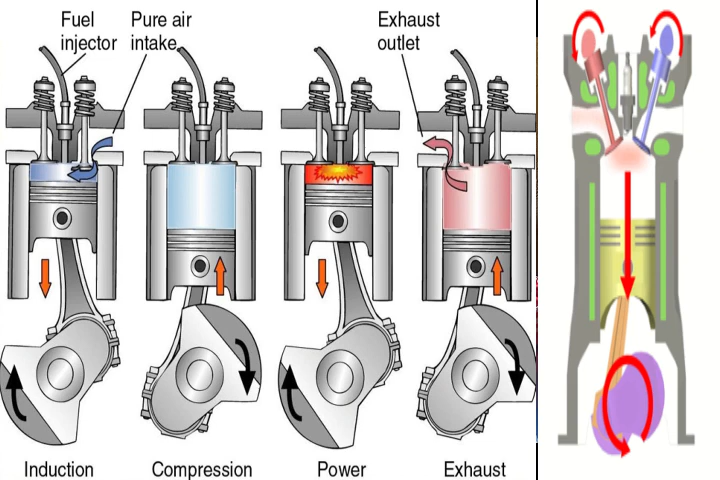 Fuel
injector
Pure air
intake
Exhaust
outlet
Induction
Compression
Power
Exhaust